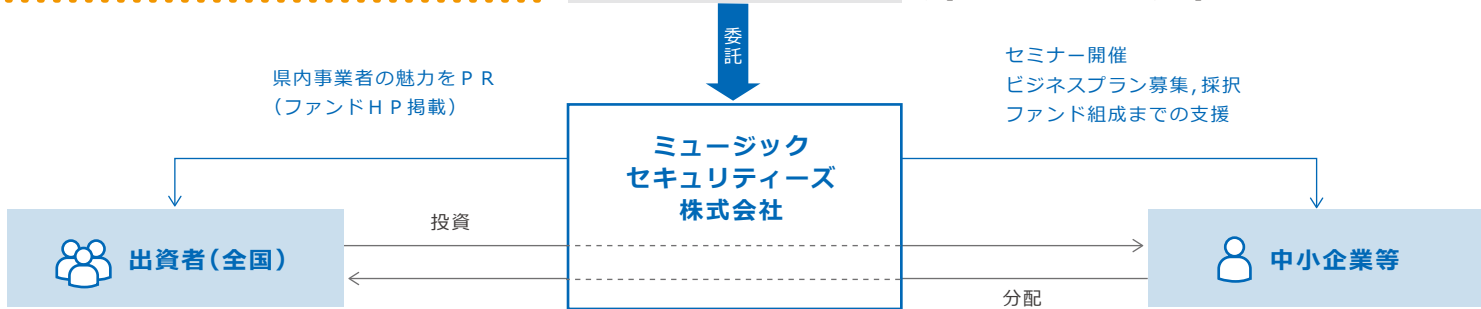 委託
県内事業者の魅力をＰＲ
（ファンドＨＰ掲載）
セミナー開催
ビジネスプラン募集，採択
ファンド組成までの支援
ミュージック
セキュリティーズ
株式会社
投資
出資者（全国）
中小企業等
分配